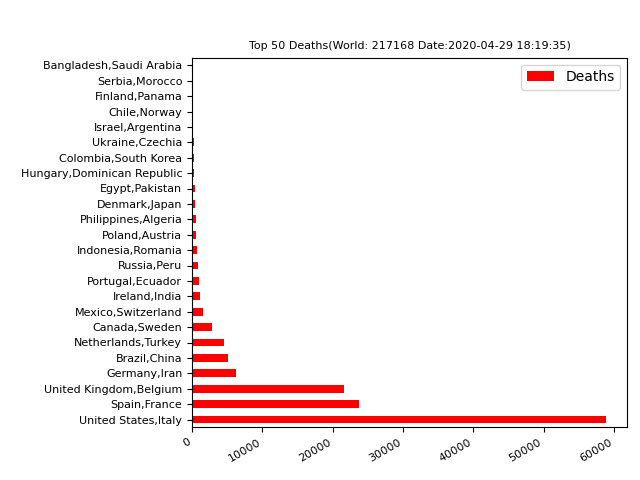 Top 50 Deaths(World: 217168 Date:2020-04-29 18:19:35)
Deaths
Bangladesh,Saudi Arabia
Serbia,Morocco
Finland,Panama
Chile,Norway
Israel,Argentina
Ukraine,Czechia
Colombia,South Korea
Hungary,Dominican Republic
Egypt,Pakistan
Denmark,Japan
Philippines,Algeria
Poland,Austria
Indonesia,Romania
Russia,Peru
Portugal,Ecuador
Ireland,India
Mexico,Switzerland
Canada,Sweden
Netherlands,Turkey
Brazil,China
Germany,Iran
United Kingdom,Belgium
Spain,France
United States,Italy
0 10000 20000 30000 40000 50000 60000